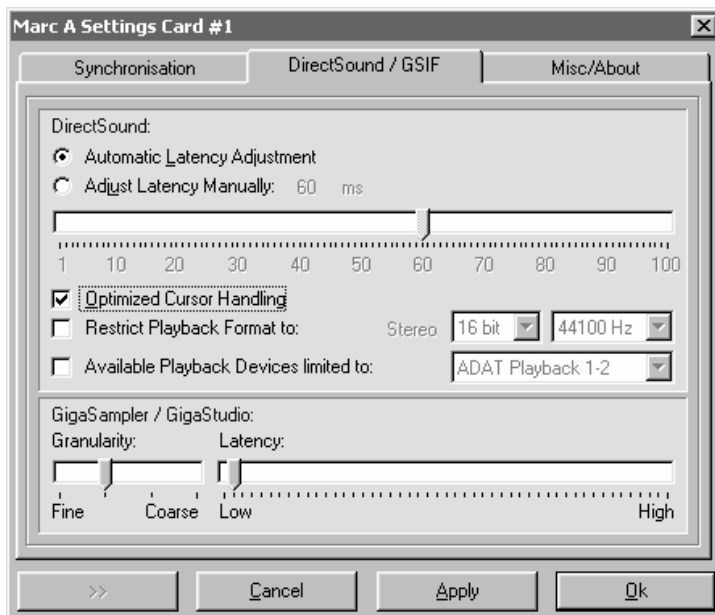 Marc A Settings Card #1
Synchronisation DirectSound / GSIF Misc/About
DirectSound:
Automatic Latency Adjustment
Adjust Latency Manually: 60 ms
1 10 20 30 40 50 60 70 80 90 100
Optimized Cursor Handling
Restrict Playback Format to: Stereo 16 bit 44100 Hz
Available Playback Devices limited to: ADAT Playback 1-2
GigaSampler / GigaStudio:
Granularity: Latency:
Fine Coarse Low High
>> Cancel Apply Ok